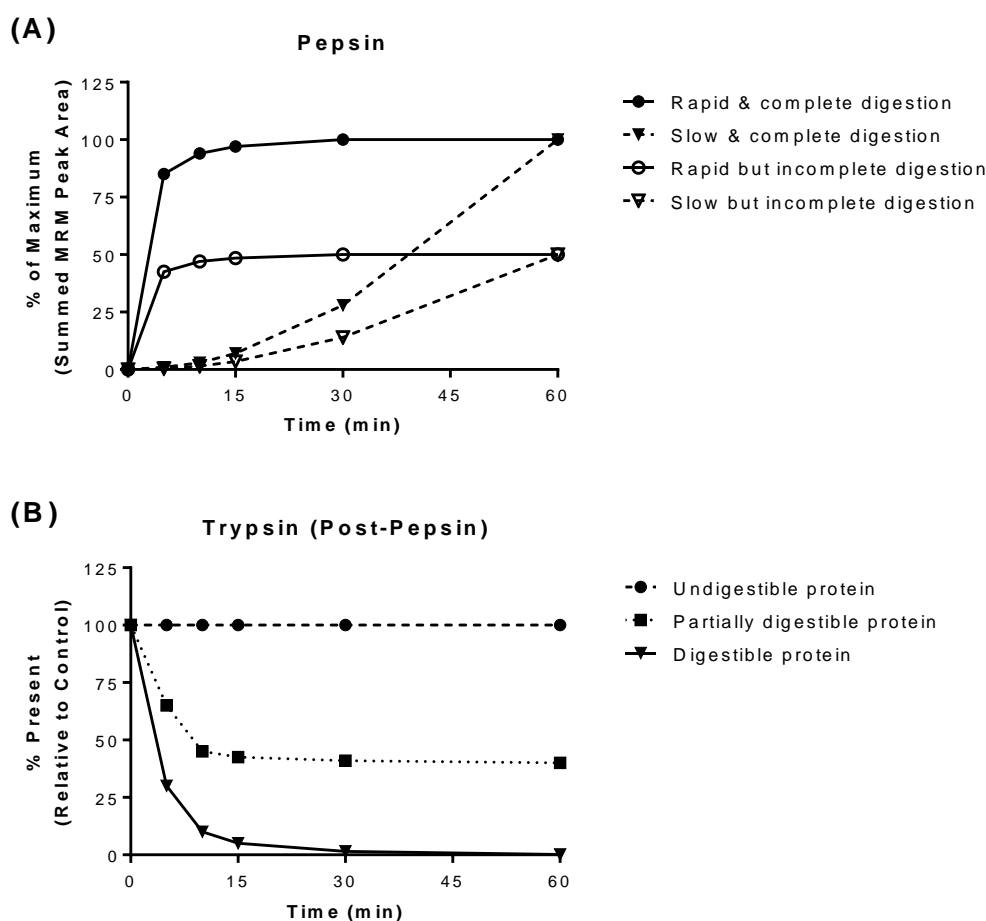 (A)
Pepsin
% of Maximum
(Summed MRM Peak Area)
125
100
75
50
25
0
0
15
30
45
60
Time (min)
Rapid & complete digestion
Slow & complete digestion
Rapid but incomplete digestion
Slow but incomplete digestion
(B)
Trypsin (Post-Pepsin)
% Present
(Relative to Control)
125
100
75
50
25
0
0
15
30
45
60
Time (min)
Undigestible protein
Partially digestible protein
Digestible protein